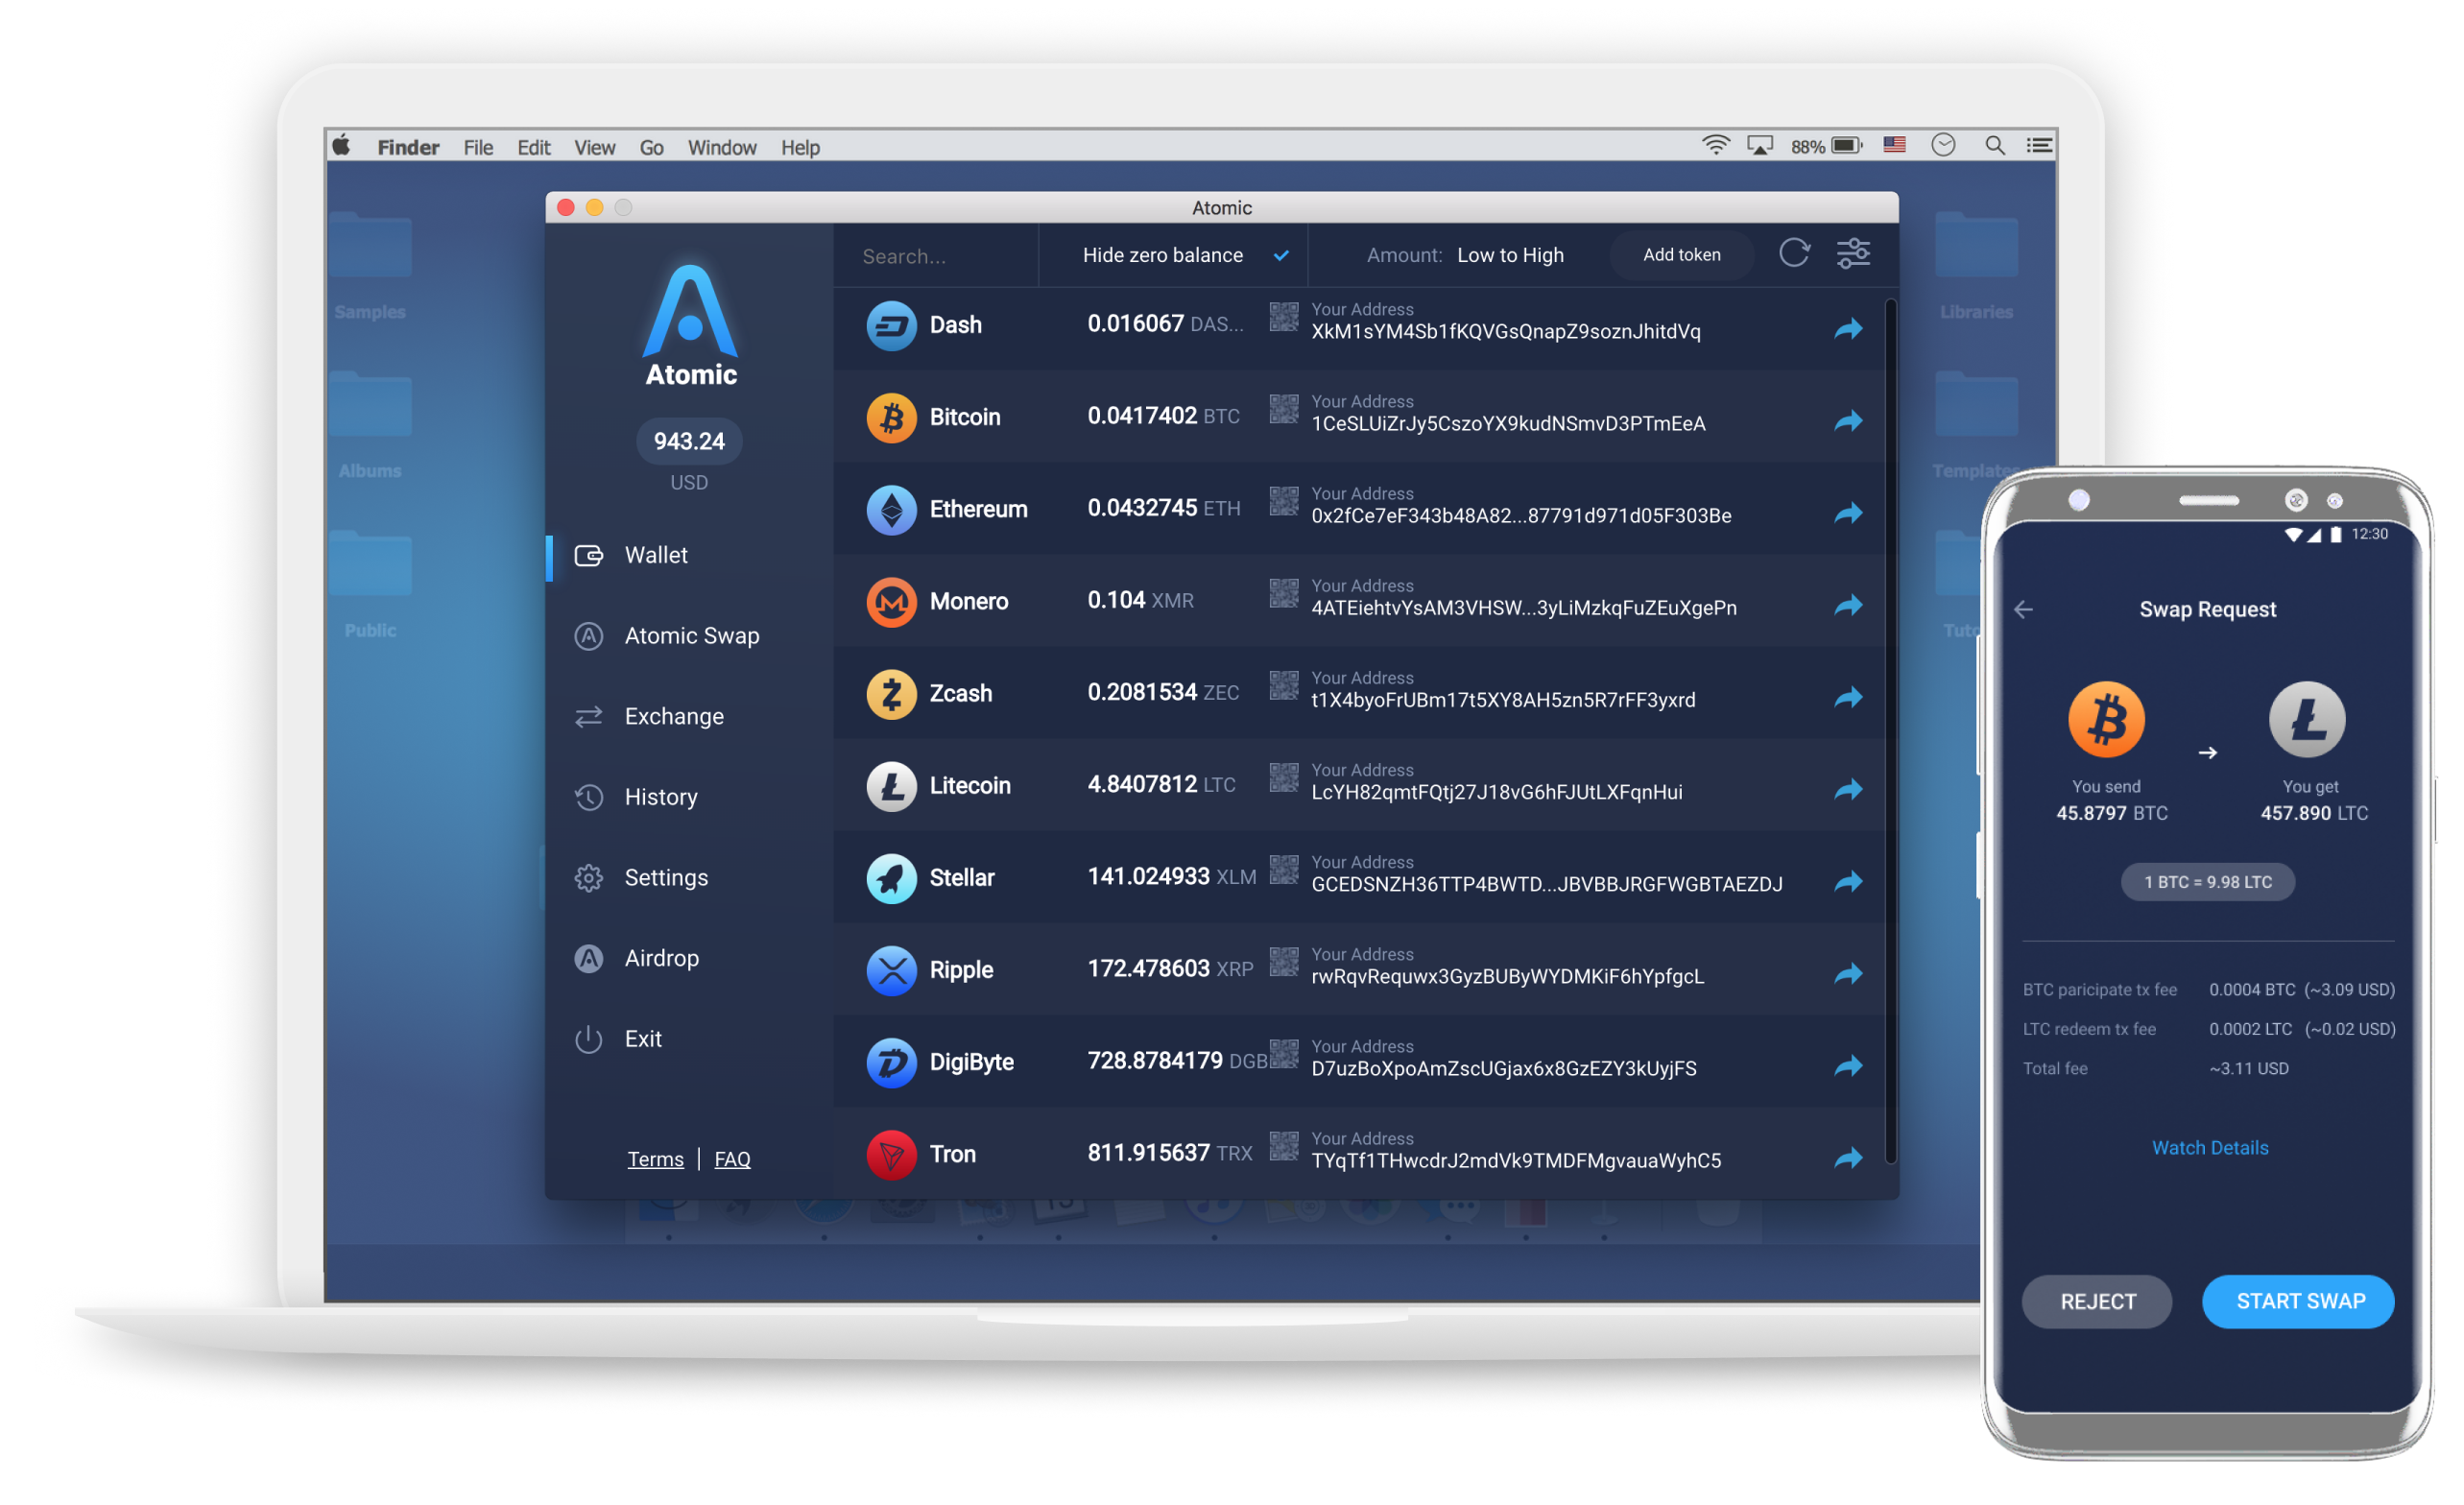 Finder File Edit View Go Window Help 88%
Atomic
Samples
Albums
Public
Libraries
Templates
Atomic
943.24
USD
Wallet
Atomic Swap
Exchange
History
Settings
Airdrop
Exit
Terms | FAQ
Search... Hide zero balance Amount: Low to High Add token
Dash 0.016067 DAS... Your Address
XkM1sYM4Sb1fKQVGsQnapZ9soznJhitdVq
Bitcoin 0.0417402 BTC Your Address
1CeSLUiZrJy5CszoYX9kudNSmvD3PTmEeA
Ethereum 0.0432745 ETH Your Address
0x2fCe7eF343b48A82...87791d971d05F303Be
Monero 0.104 XMR Your Address
4ATEiehtvYsAM3VHSW...3yLiMzkqFuZEuXgePn
Zcash 0.2081534 ZEC Your Address
t1X4byoFrUBm17t5XY8AH5zn5R7rFF3yxrd
Litecoin 4.8407812 LTC Your Address
LcYH82qmtFQtj27J18vG6hFJUtLXFqnHui
Stellar 141.024933 XLM Your Address
GCEDSNZH36TTP4BWTD...JBVBBJRGFWGBTAEZDJ
Ripple 172.478603 XRP Your Address
rwRqvRequwx3GyzBUByWYDMKiF6hYpfgcL
DigiByte 728.8784179 DGB Your Address
D7uzBoXpoAmZscUGjax6x8GzEZY3kUyjFS
Tron 811.915637 TRX Your Address
TYqTf1THwcdrJ2mdVk9TMDFMgvauaWyhC5
12:30
Swap Request
You send You get
45.8797 BTC 457.890 LTC
1 BTC = 9.98 LTC
BTC paricipate tx fee 0.0004 BTC (~3.09 USD)
LTC redeem tx fee 0.0002 LTC (~0.02 USD)
Total fee ~3.11 USD
Watch Details
REJECT START SWAP